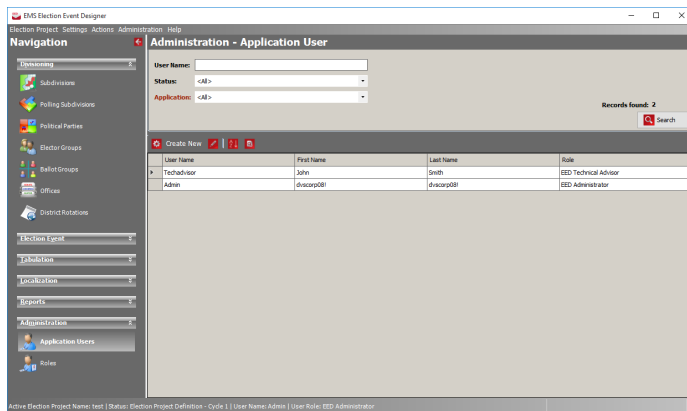 EMS Election Event Designer
Election Project Settings Actions Administration Help
Navigation
Administration - Application User
Divisioning
Subdivisions
Polling Subdivisions
Political Parties
Elector Groups
Ballot Groups
Offices
District Rotations
Election Event
Tabulation
Localization
Reports
Administration
Application Users
Roles
User Name:
Status: <All>
Application: <All>
Records found: 2
Search
Create New
User Name First Name Last Name Role
Techadvisor John Smith EED Technical Advisor
Admin dvscorp08! dvscorp08! EED Administrator
Active Election Project Name: test | Status: Election Project Definition - Cycle 1 | User Name: Admin | User Role: EED Administrator